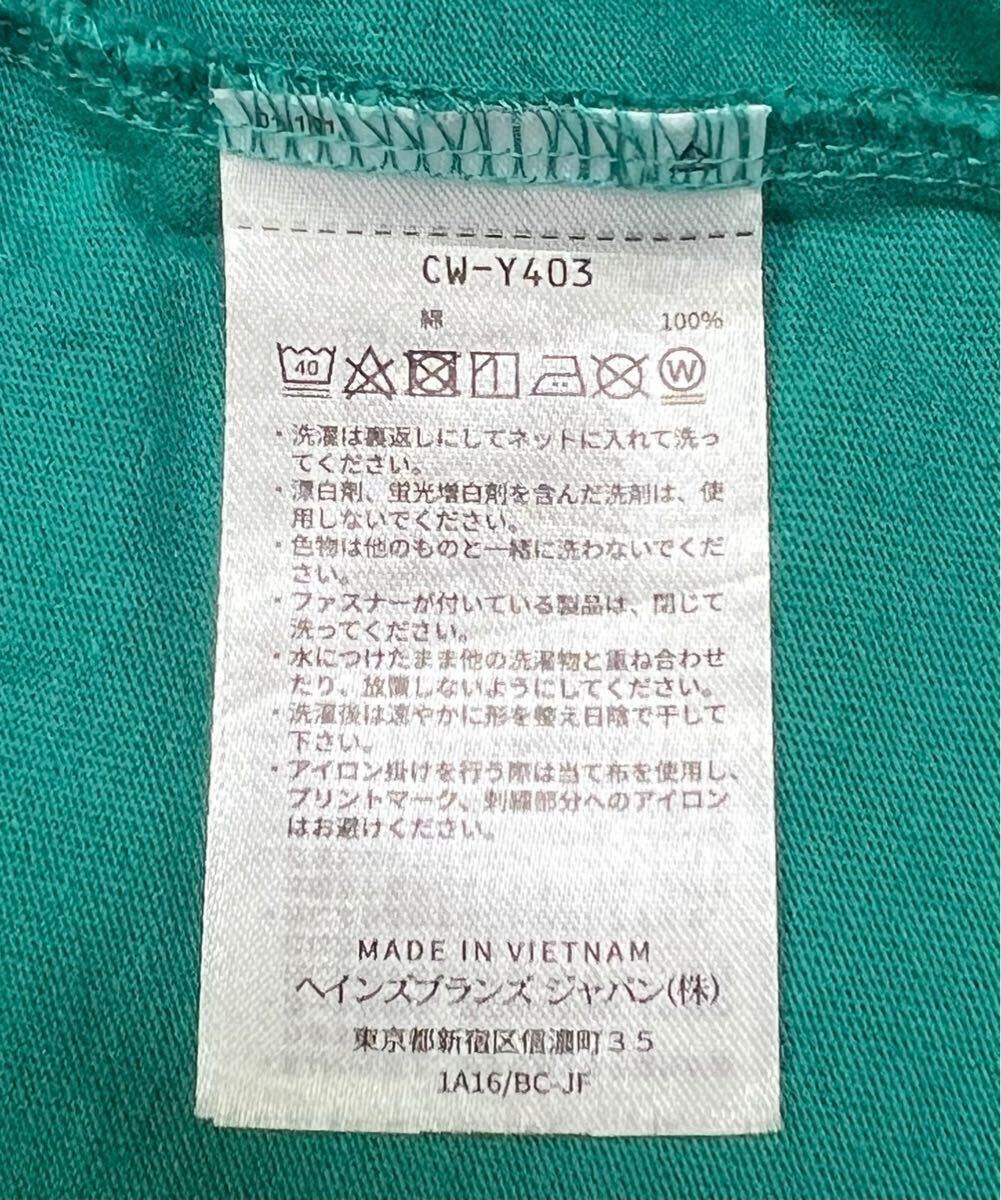 CW-Y403
綿 100%
40
W
・洗濯は裏返しにしてネットに入れて洗っ
てください。
・漂白剤、蛍光増白剤を含んだ洗剤は、使
用しないでください。
・色物は他のものと一緒に洗わないでくだ
さい。
・ファスナーが付いている製品は、閉じて
洗ってください。
・水につけたまま他の洗濯物と重ね合わせ
たり、放置しないようにしてください。
・洗濯後は速やかに形を整え日陰で干して
下さい。
・アイロン掛けを行う際は当て布を使用し、
プリントマーク、刺繍部分へのアイロン
はお避けください。
MADE IN VIETNAM
ヘインズブランズ ジャパン(株)
東京都新宿区信濃町35
1A16/BC-JF